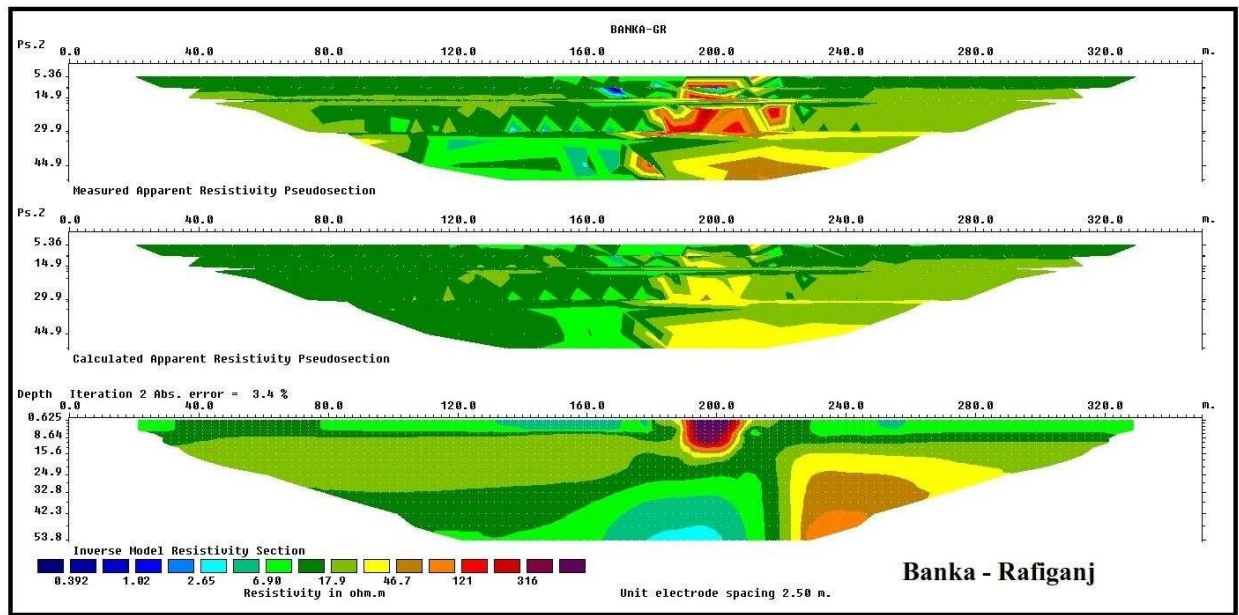 BANKA-GR
Ps.Z 0.0 40.0 80.0 120.0 160.0 200.0 240.0 280.0 320.0 m.
5.36
14.9
29.9
44.9
Measured Apparent Resistivity Pseudosection
Ps.Z 0.0 40.0 80.0 120.0 160.0 200.0 240.0 280.0 320.0 m.
5.36
14.9
29.9
44.9
Calculated Apparent Resistivity Pseudosection
Depth Iteration 2 Abs. error = 3.4 %
0.0 40.0 80.0 120.0 160.0 200.0 240.0 280.0 320.0 m.
0.625
8.64
15.6
24.9
32.8
42.3
53.8
Inverse Model Resistivity Section
0.392 1.02 2.65 6.90 17.9 46.7 121 316
Resistivity in ohm.m Unit electrode spacing 2.50 m.
Banka - Rafiganj